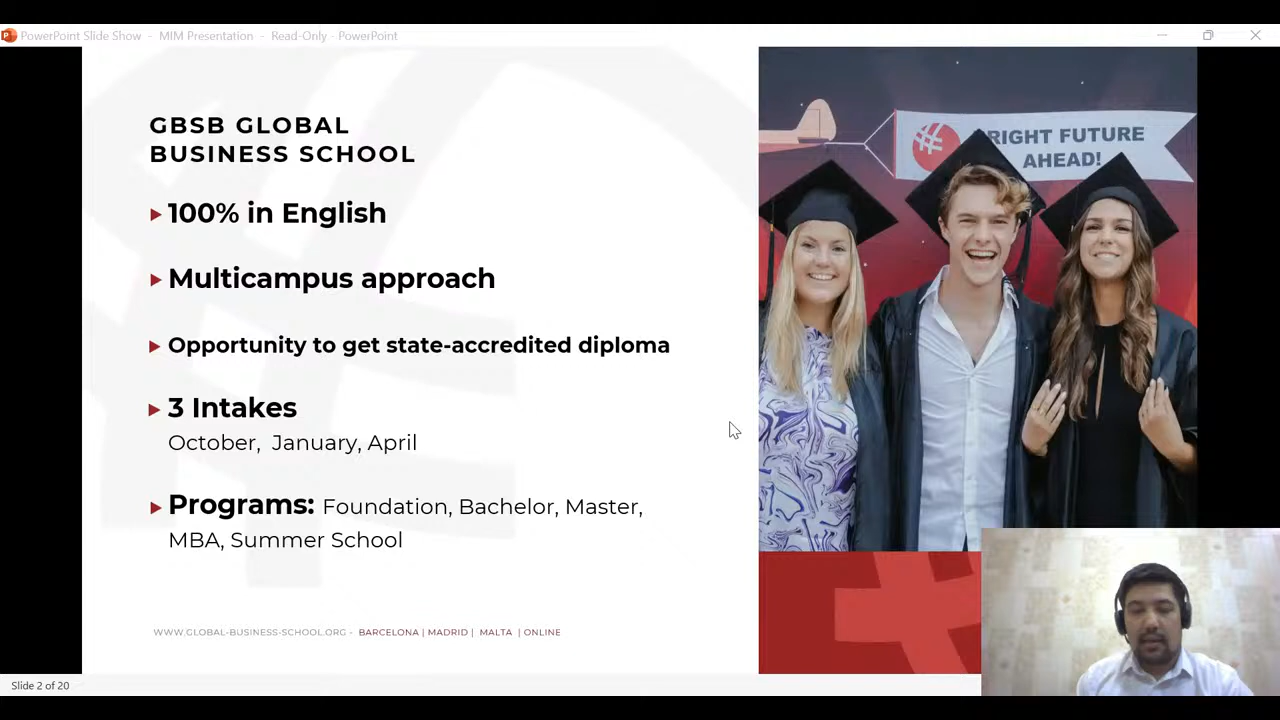 PowerPoint Slide Show - MIM Presentation - Read-Only - PowerPoint
GBSB GLOBAL
BUSINESS SCHOOL
100% in English
Multicampus approach
Opportunity to get state-accredited diploma
3 Intakes
October, January, April
Programs: Foundation, Bachelor, Master,
MBA, Summer School
WWW.GLOBAL-BUSINESS-SCHOOL.ORG - BARCELONA | MADRID | MALTA | ONLINE
RIGHT FUTURE
AHEAD!
Slide 2 of 20